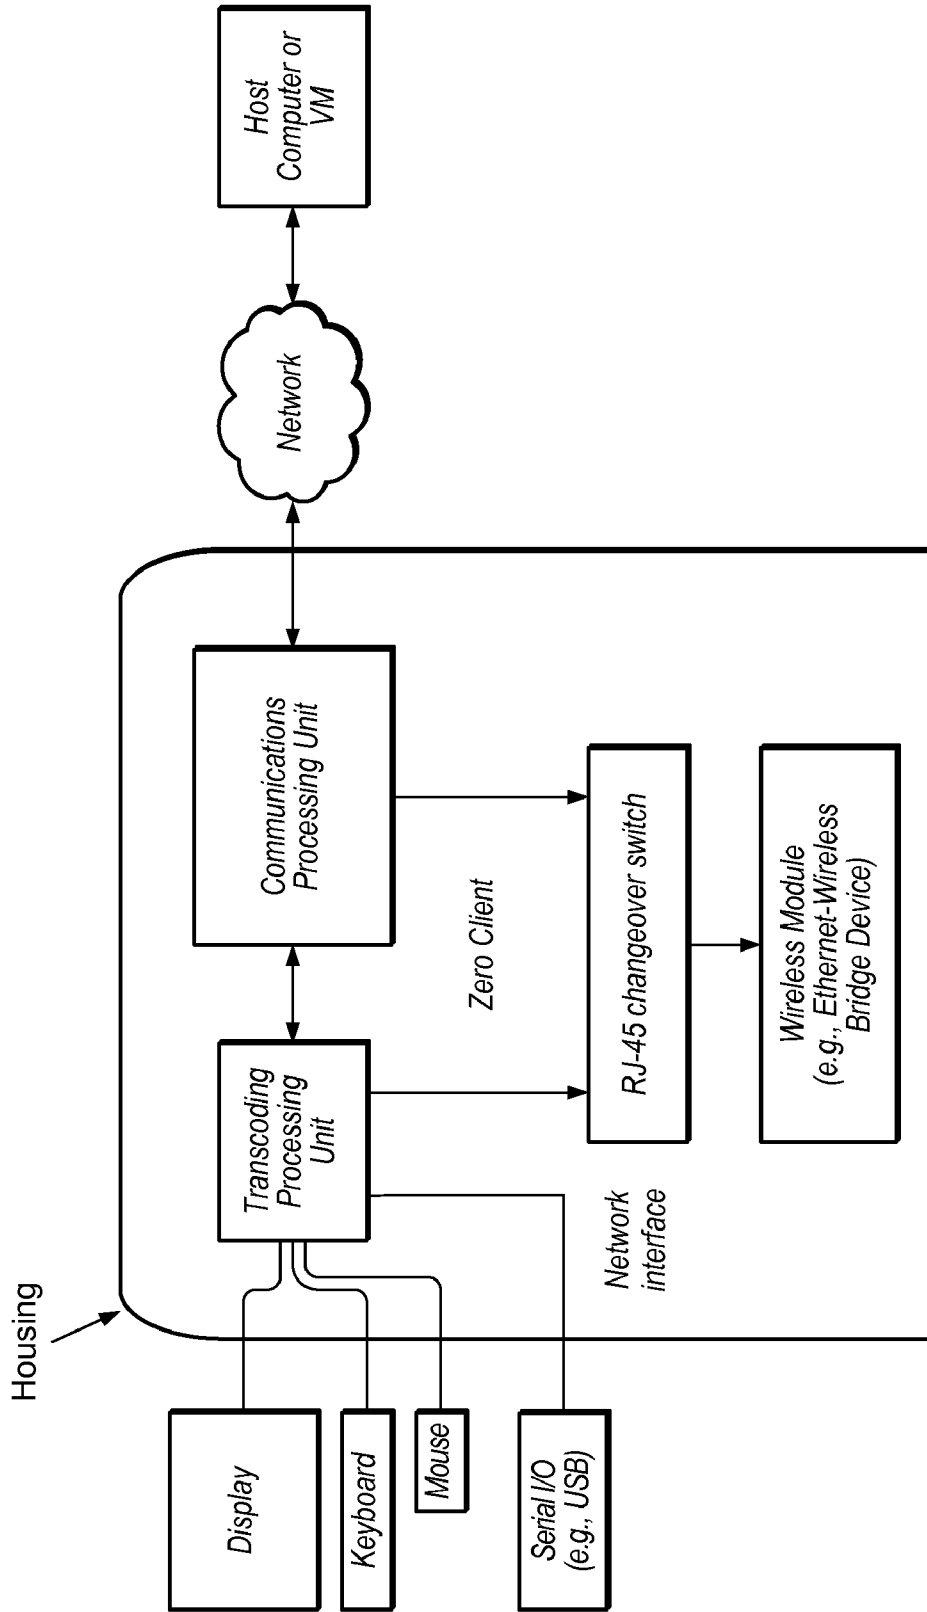 Housing
Display
Keyboard
Mouse
Serial I/O
(e.g., USB)
Transcoding
Processing
Unit
Communications
Processing Unit
Network
Host
Computer or
VM
Zero Client
Network
interface
RJ-45 changeover switch
Wireless Module
(e.g., Ethernet-Wireless
Bridge Device)